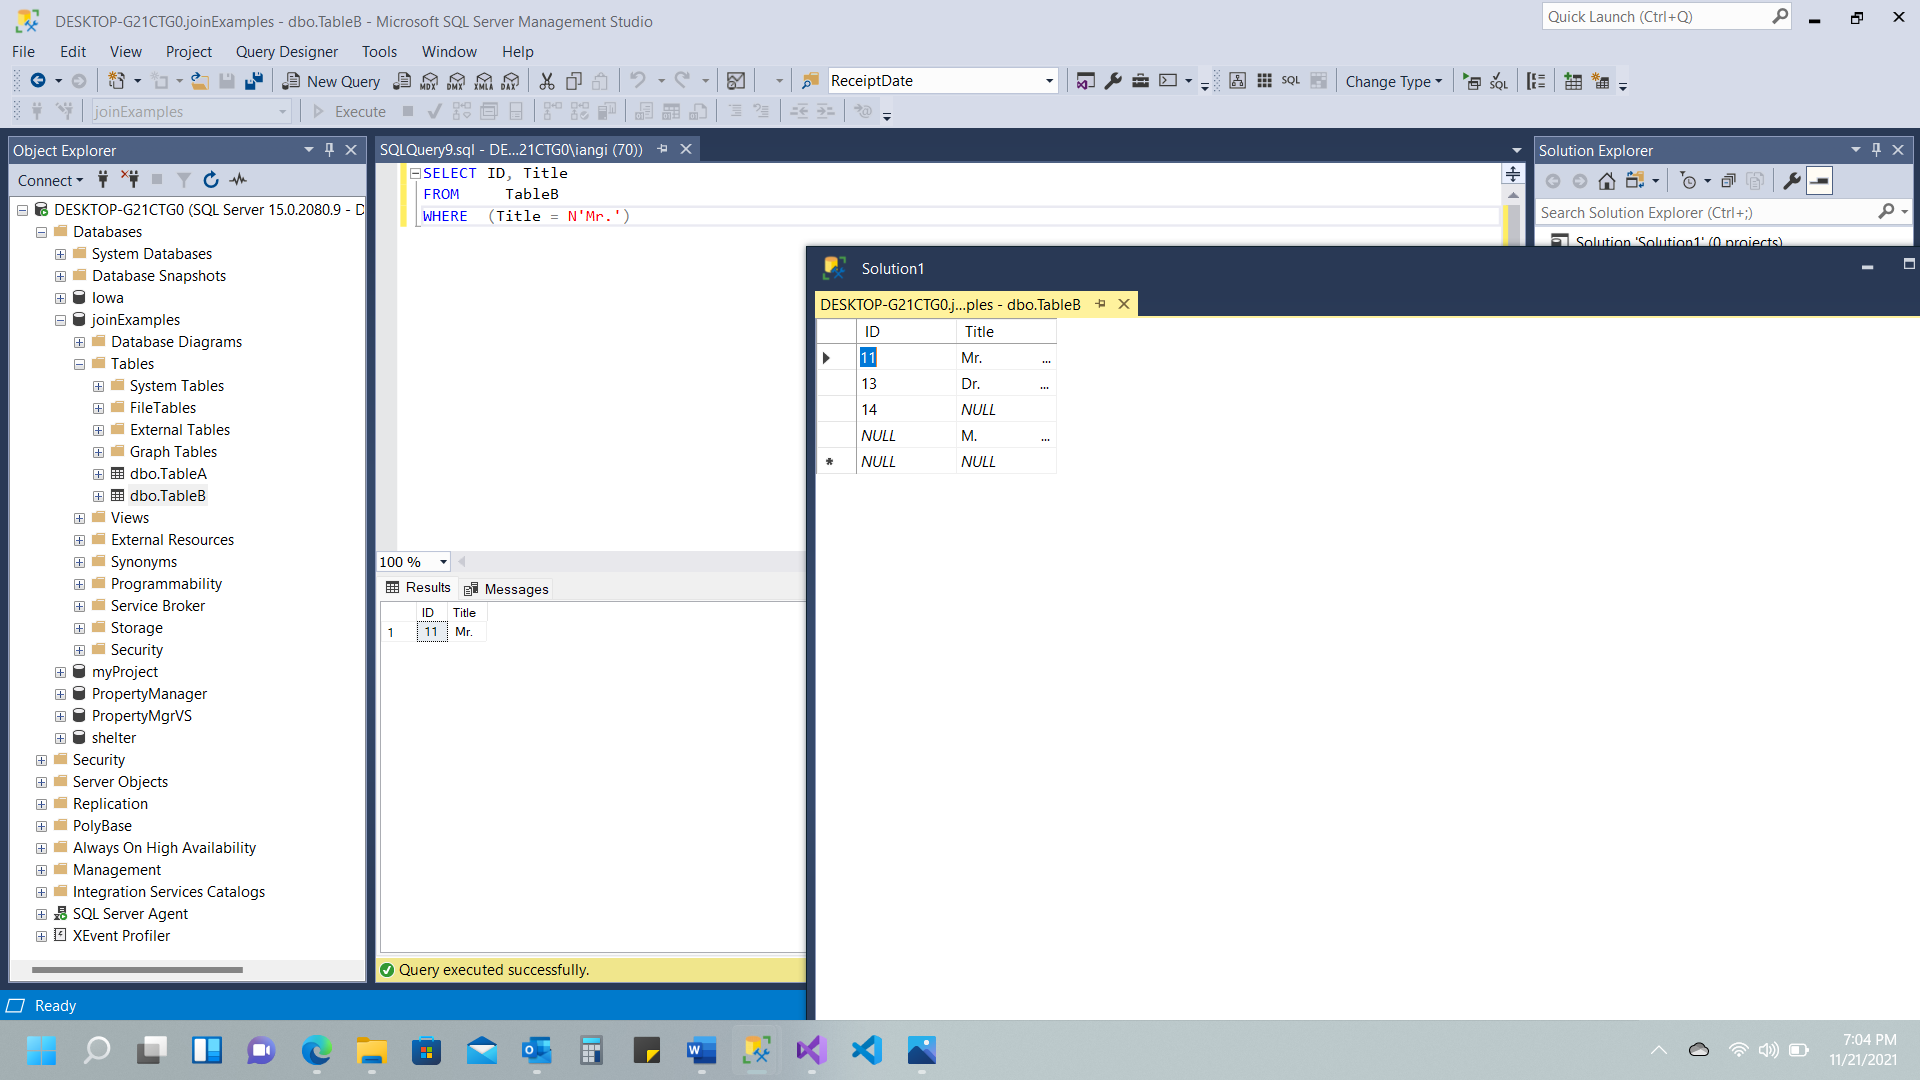 DESKTOP-G21CTG0.joinExamples - dbo.TableB - Microsoft SQL Server Management Studio
Quick Launch (Ctrl+Q)
File Edit View Project Query Designer Tools Window Help
New Query MDX DMX XMLA DAX ReceiptDate SQL Change Type SQL
joinExamples Execute
Object Explorer
Connect
DESKTOP-G21CTG0 (SQL Server 15.0.2080.9 - D
Databases
System Databases
Database Snapshots
Iowa
joinExamples
Database Diagrams
Tables
System Tables
FileTables
External Tables
Graph Tables
dbo.TableA
dbo.TableB
Views
External Resources
Synonyms
Programmability
Service Broker
Storage
Security
myProject
PropertyManager
PropertyMgrVS
shelter
Security
Server Objects
Replication
PolyBase
Always On High Availability
Management
Integration Services Catalogs
SQL Server Agent
XEvent Profiler
SQLQuery9.sql - DE...21CTG0\iangi (70))
SELECT ID, Title
FROM TableB
WHERE (Title = N'Mr.')
100 %
Results Messages
ID Title
1 11 Mr.
Query executed successfully.
Solution Explorer
Search Solution Explorer (Ctrl+;)
Solution 'Solution1' (0 projects)
Solution1
DESKTOP-G21CTG0.j...ples - dbo.TableB
ID Title
11 Mr. ...
13 Dr. ...
14 NULL
NULL M. ...
* NULL NULL
Ready
7:04 PM
11/21/2021